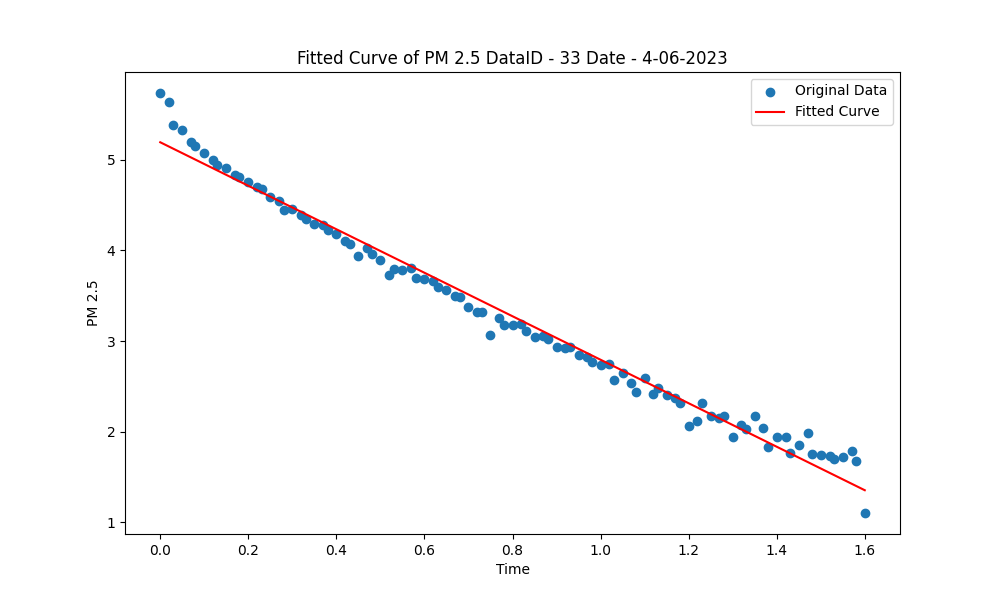 Fitted Curve of PM 2.5 DataID - 33 Date - 4-06-2023
Original Data
Fitted Curve
PM 2.5
5
4
3
2
1
0.0 0.2 0.4 0.6 0.8 1.0 1.2 1.4 1.6
Time